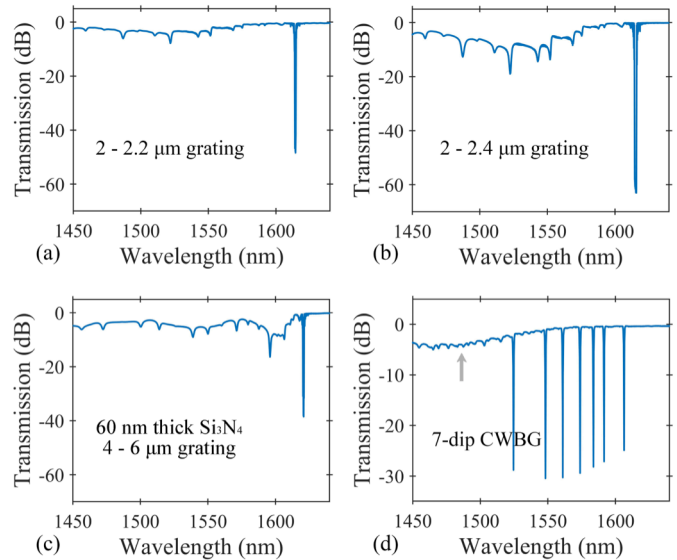 Transmission (dB)
0
-20
-40
-60
2 - 2.2 μm grating
1450 1500 1550 1600
(a) Wavelength (nm)
Transmission (dB)
0
-20
-40
-60
2 - 2.4 μm grating
1450 1500 1550 1600
(b) Wavelength (nm)
Transmission (dB)
0
-20
-40
-60
60 nm thick Si₃N₄
4 - 6 μm grating
1450 1500 1550 1600
(c) Wavelength (nm)
Transmission (dB)
0
-10
-20
-30
7-dip CWBG
1450 1500 1550 1600
(d) Wavelength (nm)